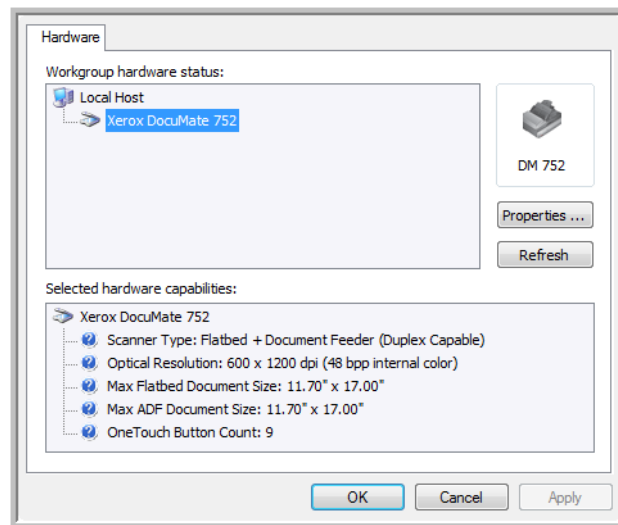 Hardware
Workgroup hardware status:
Local Host
Xerox DocuMate 752
DM 752
Properties ...
Refresh
Selected hardware capabilities:
Xerox DocuMate 752
Scanner Type: Flatbed + Document Feeder (Duplex Capable)
Optical Resolution: 600 x 1200 dpi (48 bpp internal color)
Max Flatbed Document Size: 11.70" x 17.00"
Max ADF Document Size: 11.70" x 17.00"
OneTouch Button Count: 9
OK Cancel Apply